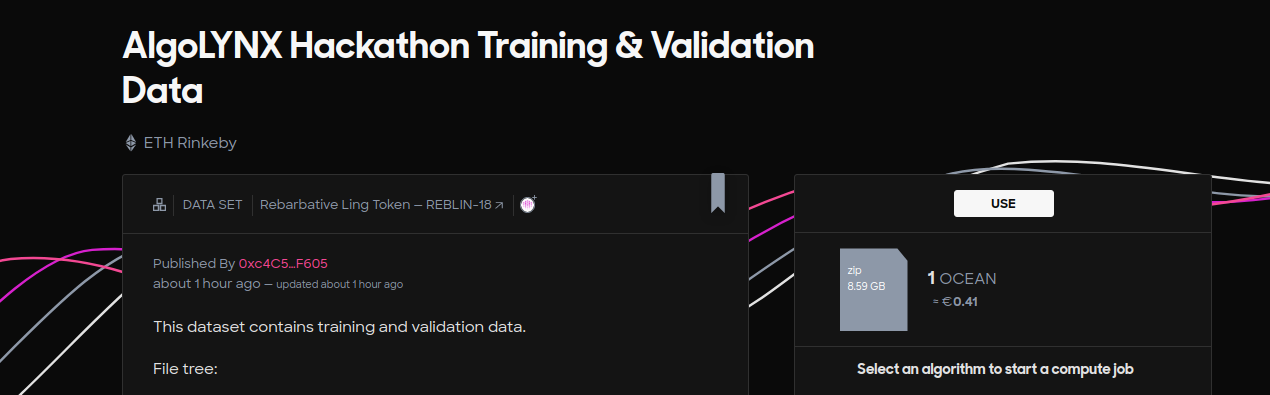 AlgoLYNX Hackathon Training & Validation
Data
ETH Rinkeby
DATA SET
Rebarbative Ling Token — REBLIN-18 ↗
Published By 0xc4C5…F605
about 1 hour ago — updated about 1 hour ago
This dataset contains training and validation data.
File tree:
USE
zip
8.59 GB
1 OCEAN
≈ €0.41
Select an algorithm to start a compute job